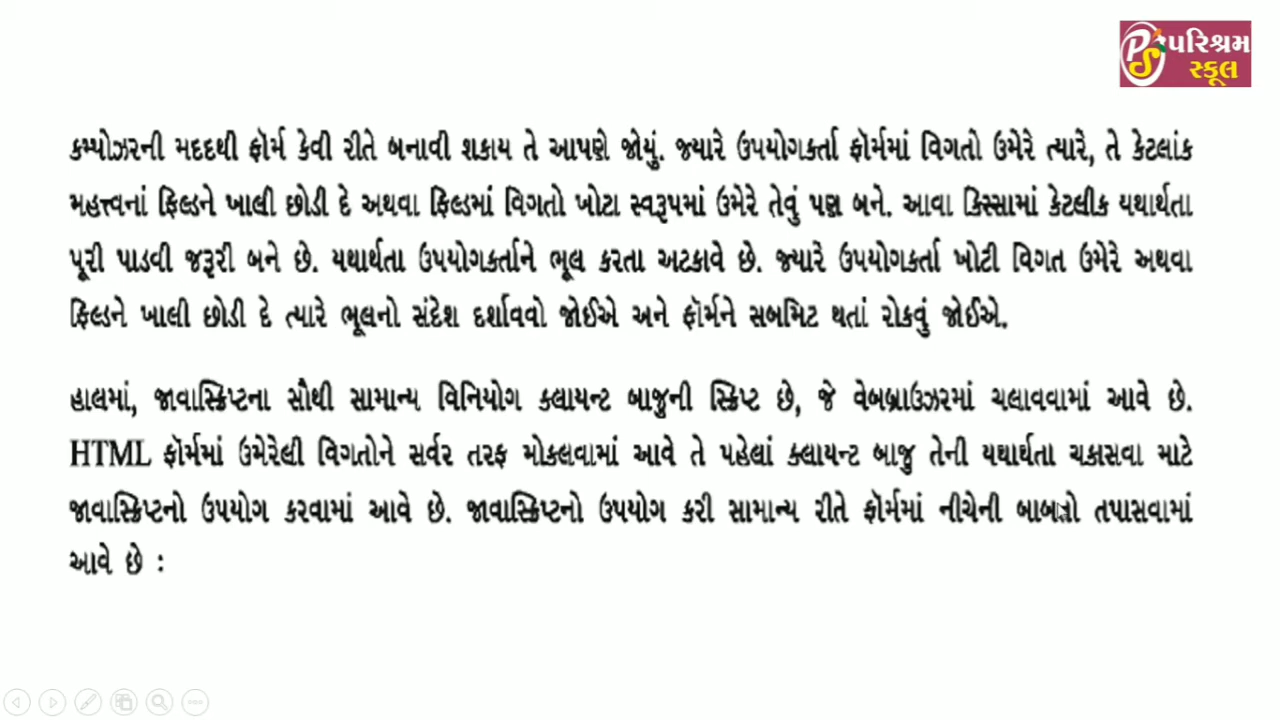 પરિશ્રમ
સ્કૂલ
કમ્પોઝરની મદદથી ફૉર્મ કેવી રીતે બનાવી શકાય તે આપણે જોયું. જ્યારે ઉપયોગકર્તા ફૉર્મમાં વિગતો ઉમેરે ત્યારે, તે કેટલાંક
મહત્ત્વનાં ફિલ્ડને ખાલી છોડી દે અથવા ફિલ્ડમાં વિગતો ખોટા સ્વરૂપમાં ઉમેરે તેવું પણ બને. આવા કિસ્સામાં કેટલીક યથાર્થતા
પૂરી પાડવી જરૂરી બને છે. યથાર્થતા ઉપયોગકર્તાને ભૂલ કરતા અટકાવે છે. જ્યારે ઉપયોગકર્તા ખોટી વિગત ઉમેરે અથવા
ફિલ્ડને ખાલી છોડી દે ત્યારે ભૂલનો સંદેશ દર્શાવવો જોઈએ અને ફૉર્મને સબમિટ થતાં રોકવું જોઈએ.
હાલમાં, જાવાસ્ક્રિપ્ટના સૌથી સામાન્ય વિનિયોગ ક્લાયન્ટ બાજુની સ્ક્રિપ્ટ છે, જે વેબબ્રાઉઝરમાં ચલાવવામાં આવે છે.
HTML ફૉર્મમાં ઉમેરેલી વિગતોને સર્વર તરફ મોકલવામાં આવે તે પહેલાં ક્લાયન્ટ બાજુ તેની યથાર્થતા ચકાસવા માટે
જાવાસ્ક્રિપ્ટનો ઉપયોગ કરવામાં આવે છે. જાવાસ્ક્રિપ્ટનો ઉપયોગ કરી સામાન્ય રીતે ફૉર્મમાં નીચેની બાબતો તપાસવામાં
આવે છે :